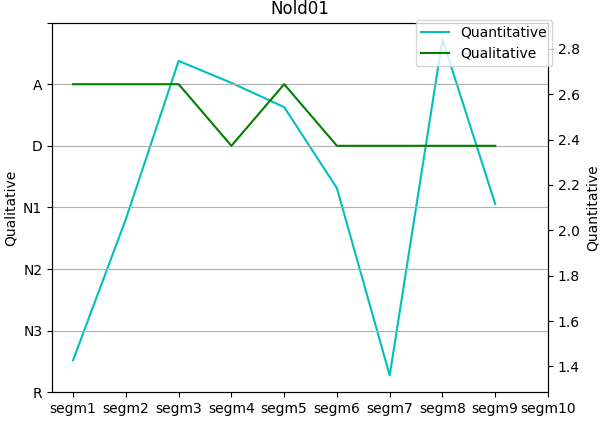 Nold01
Quantitative
Qualitative
A
D
N1
N2
N3
R
Qualitative
2.8
2.6
2.4
2.2
2.0
1.8
1.6
1.4
Quantitative
segm1 segm2 segm3 segm4 segm5 segm6 segm7 segm8 segm9 segm10